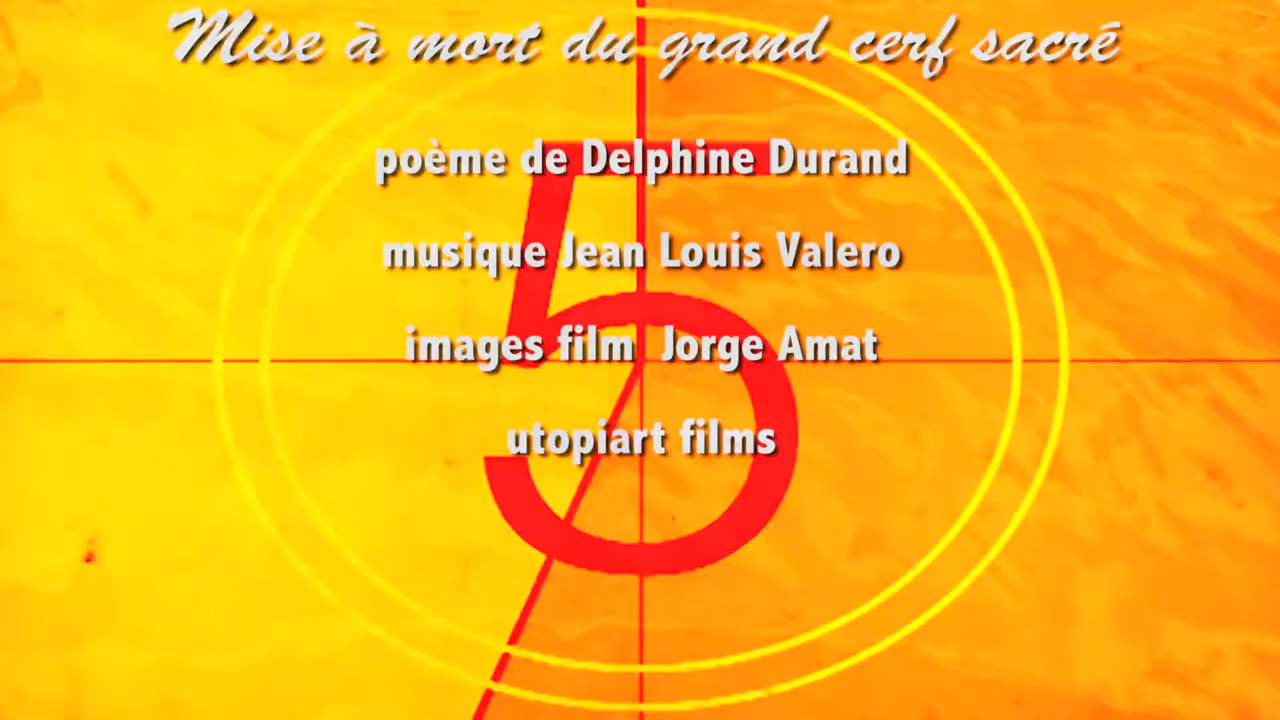 Mise à mort du grand cerf sacré
poème de Delphine Durand
musique Jean Louis Valero
images film Jorge Amat
utopiart films
5